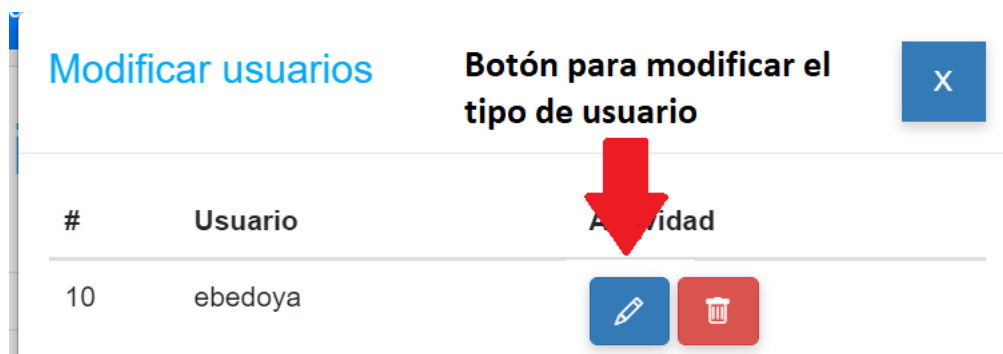 Modificar usuarios
Botón para modificar el
tipo de usuario
X
# Usuario
10 ebedoya